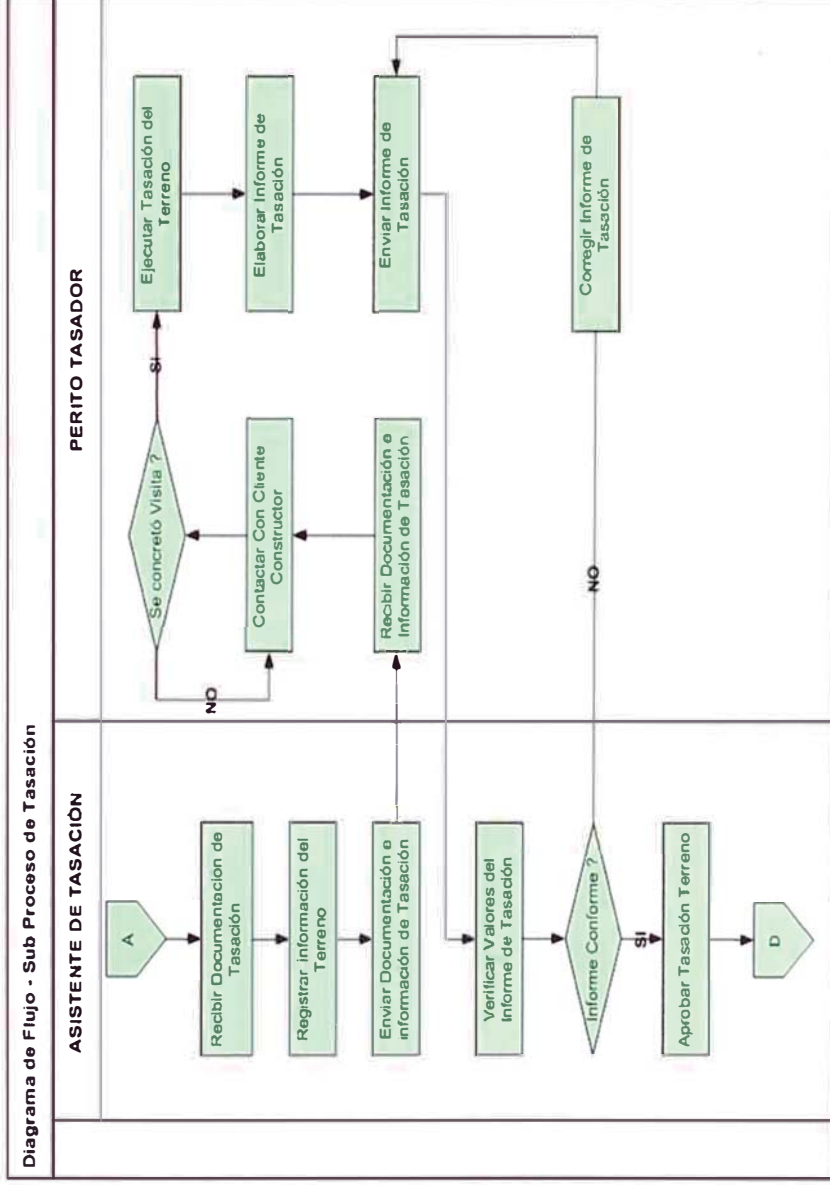 Diagrama de Flujo - Sub Proceso de Tasación
ASISTENTE DE TASACIÓN
PERITO TASADOR
A
Recibir Documentacion de
Tasación
Registrar información del
Terreno
Enviar Documentación e
información de Tasación
Recibir Documentación e
Información de Tasación
Contactar Con Cliente
Constructor
Se concretó Visita ?
NO
SI
Ejecutar Tasación del
Terreno
Elaborar Informe de
Tasación
Enviar Informe de
Tasación
Verificar Valores del
Informe de Tasación
Informe Conforme ?
NO
Corregir Informe de
Tasación
SI
Aprobar Tasación Terreno
D